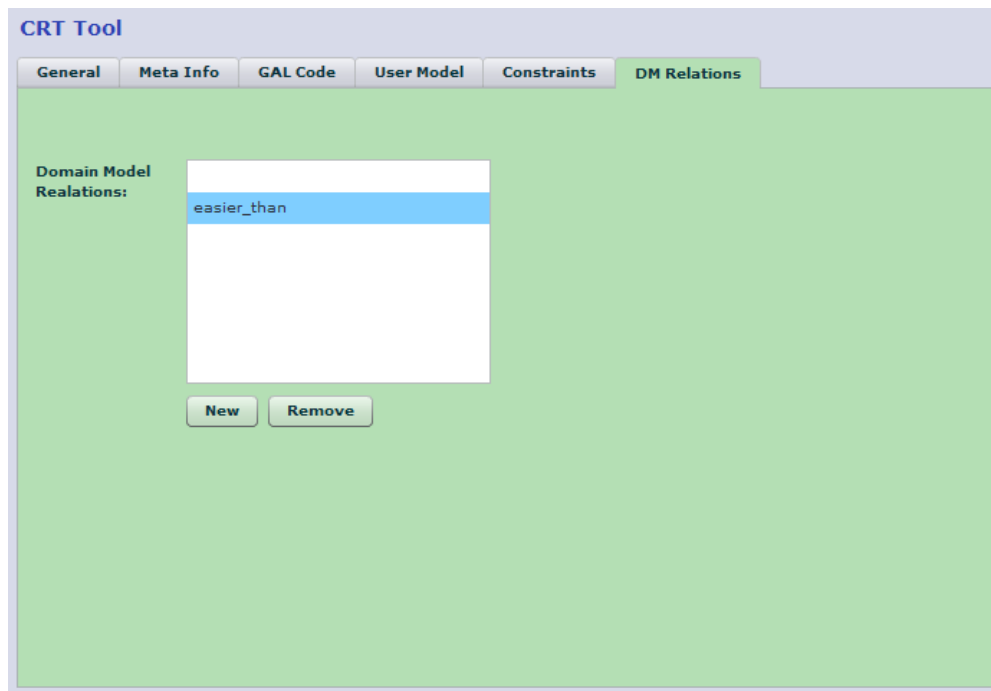 CRT Tool
General Meta Info GAL Code User Model Constraints DM Relations
Domain Model
Realations:
easier_than
New Remove